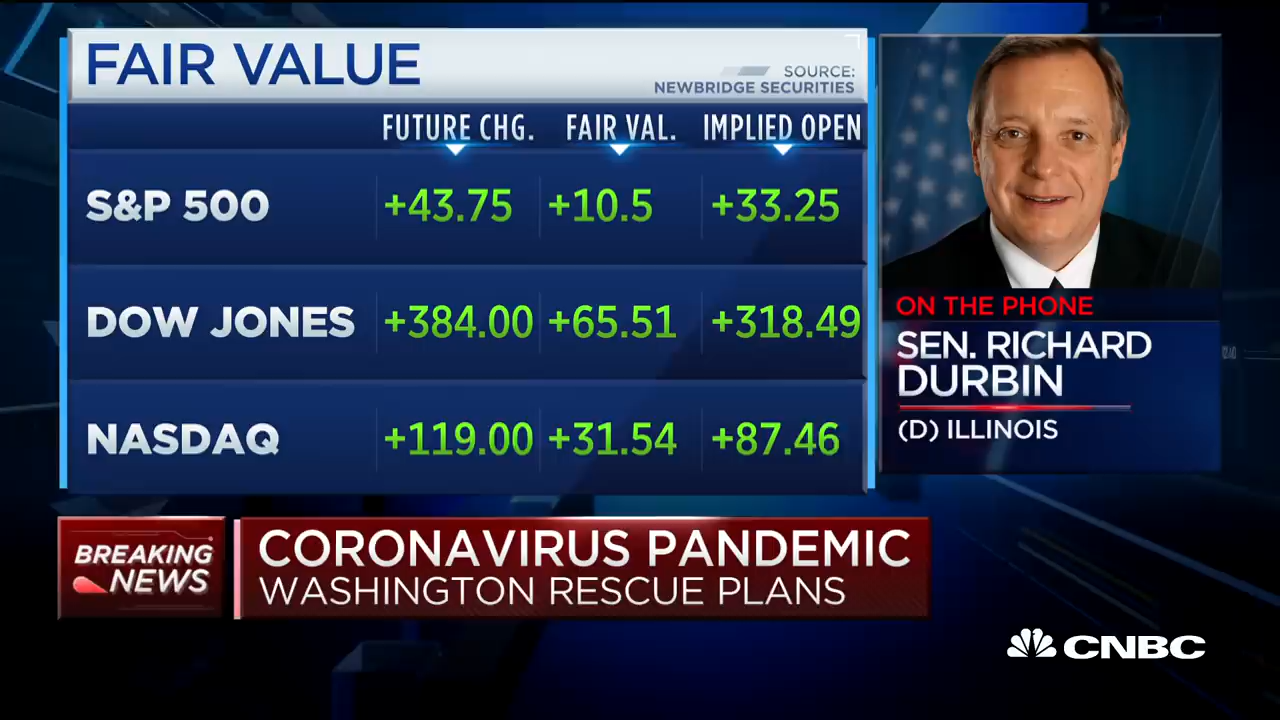 FAIR VALUE
SOURCE:
NEWBRIDGE SECURITIES
FUTURE CHG. FAIR VAL. IMPLIED OPEN
S&P 500 +43.75 +10.5 +33.25
DOW JONES +384.00 +65.51 +318.49
NASDAQ +119.00 +31.54 +87.46
ON THE PHONE
SEN. RICHARD
DURBIN
(D) ILLINOIS
BREAKING
NEWS
CORONAVIRUS PANDEMIC
WASHINGTON RESCUE PLANS
CNBC